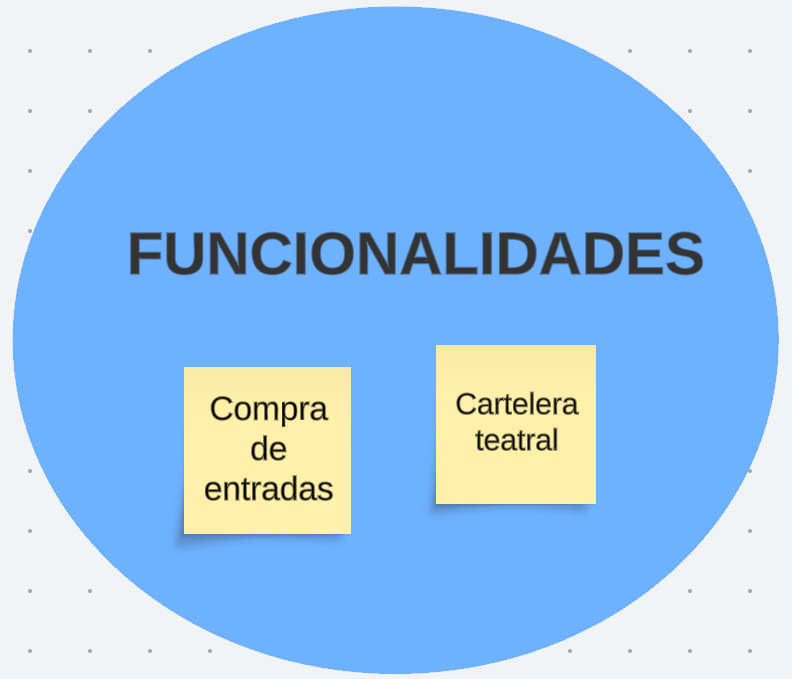 FUNCIONALIDADES
Compra
de
entradas
Cartelera
teatral